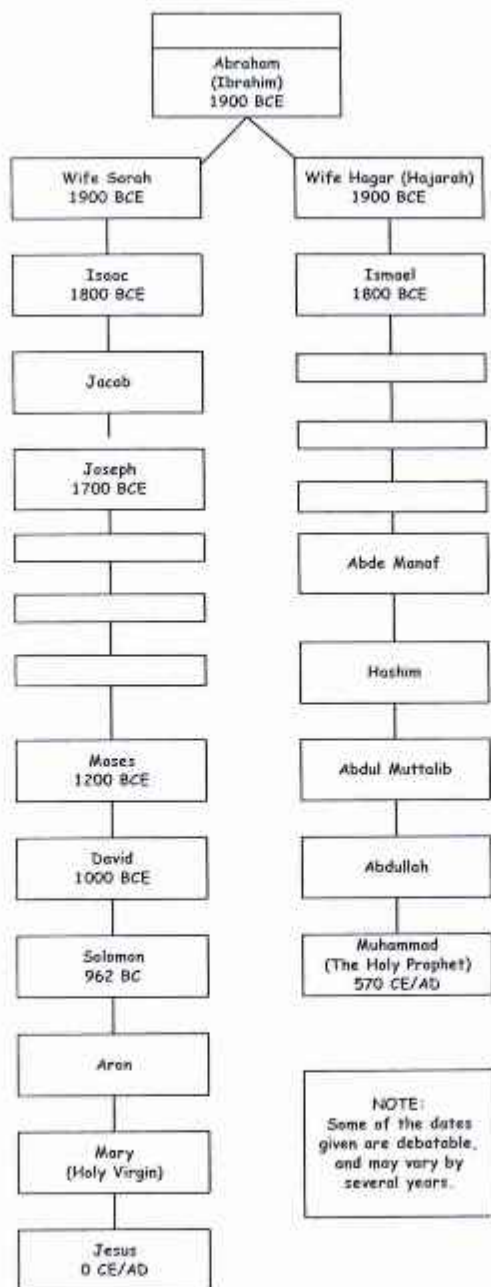 Abraham
(Ibrahim)
1900 BCE
Wife Sarah
1900 BCE
Isaac
1800 BCE
Jacob
Joseph
1700 BCE
Moses
1200 BCE
David
1000 BCE
Solomon
962 BC
Aron
Mary
(Holy Virgin)
Jesus
0 CE/AD
Wife Hagar (Hajarah)
1900 BCE
Ismael
1800 BCE
Abde Manaf
Hashim
Abdul Muttalib
Abdullah
Muhammad
(The Holy Prophet)
570 CE/AD
NOTE:
Some of the dates
given are debatable,
and may vary by
several years.